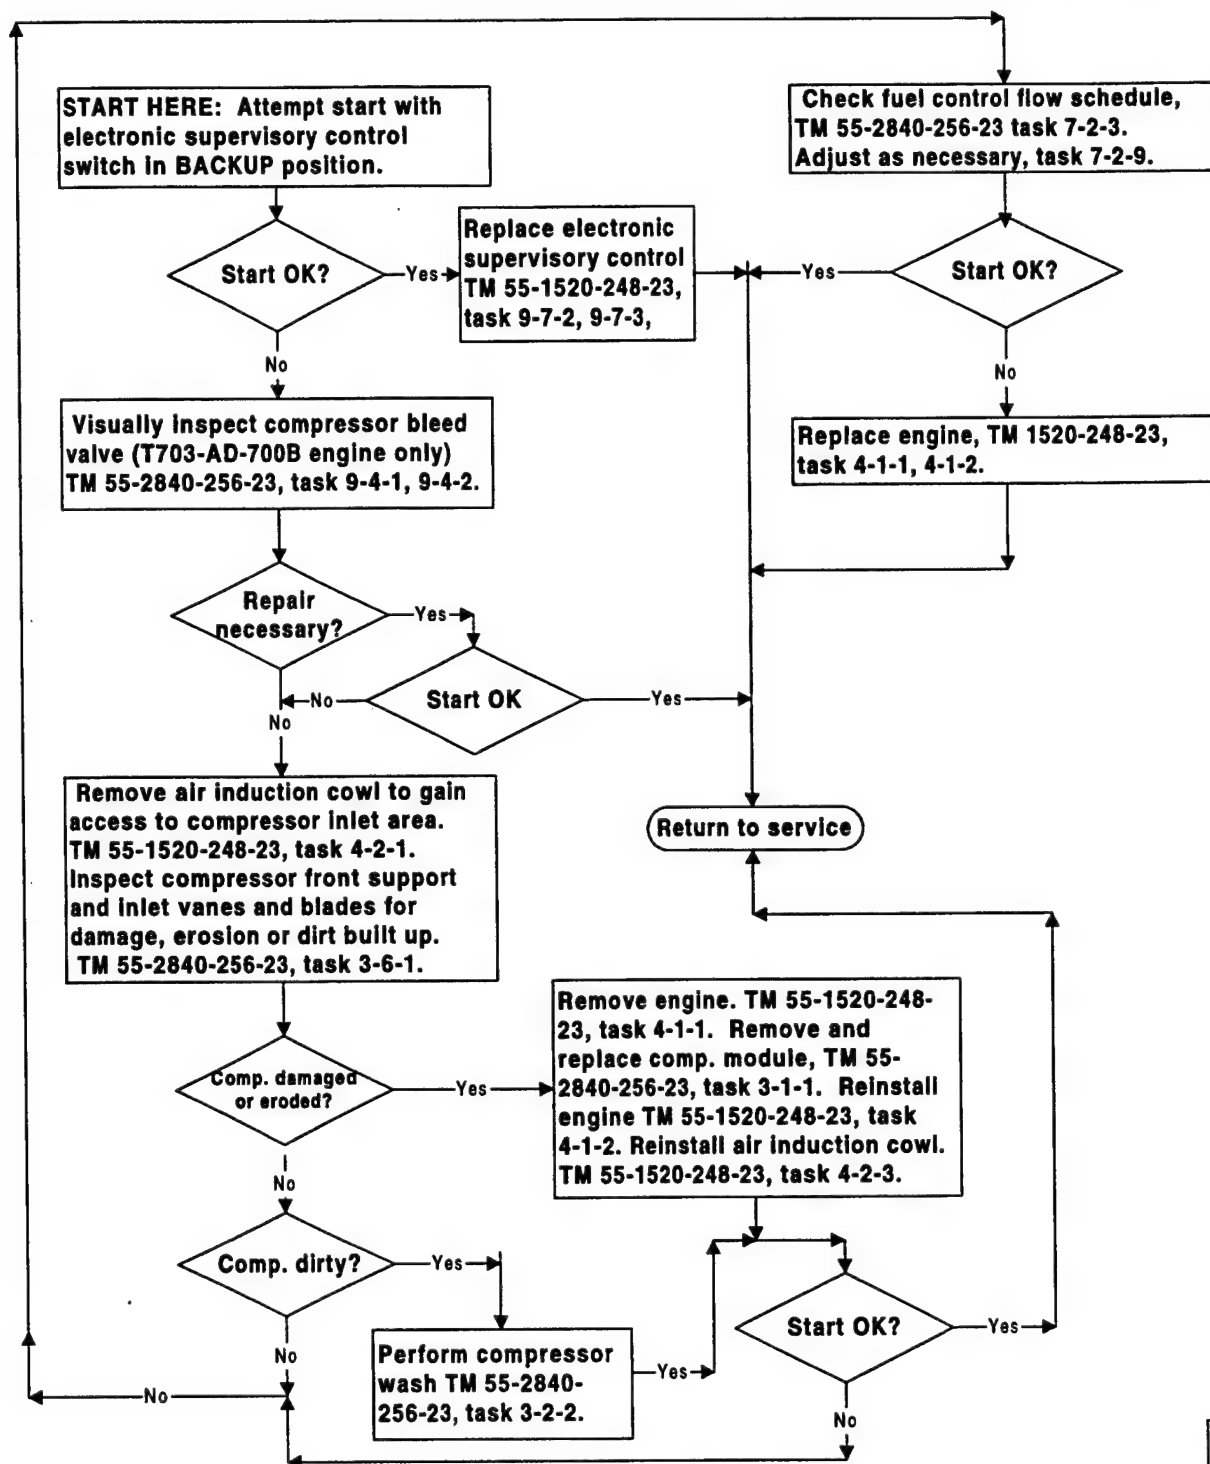 START HERE: Attempt start with
electronic supervisory control
switch in BACKUP position.
Start OK?
Yes
Replace electronic
supervisory control
TM 55-1520-248-23,
task 9-7-2, 9-7-3,
No
Visually inspect compressor bleed
valve (T703-AD-700B engine only)
TM 55-2840-256-23, task 9-4-1, 9-4-2.
Repair
necessary?
Yes
Start OK
No
Yes
No
Remove air induction cowl to gain
access to compressor inlet area.
TM 55-1520-248-23, task 4-2-1.
Inspect compressor front support
and inlet vanes and blades for
damage, erosion or dirt built up.
TM 55-2840-256-23, task 3-6-1.
Comp. damaged
or eroded?
Yes
Remove engine. TM 55-1520-248-
23, task 4-1-1. Remove and
replace comp. module, TM 55-
2840-256-23, task 3-1-1. Reinstall
engine TM 55-1520-248-23, task
4-1-2. Reinstall air induction cowl.
TM 55-1520-248-23, task 4-2-3.
No
Comp. dirty?
Yes
Perform compressor
wash TM 55-2840-
256-23, task 3-2-2.
Yes
No
No
Start OK?
Yes
No
Check fuel control flow schedule,
TM 55-2840-256-23 task 7-2-3.
Adjust as necessary, task 7-2-9.
Start OK?
Yes
No
Replace engine, TM 1520-248-23,
task 4-1-1, 4-1-2.
Return to service